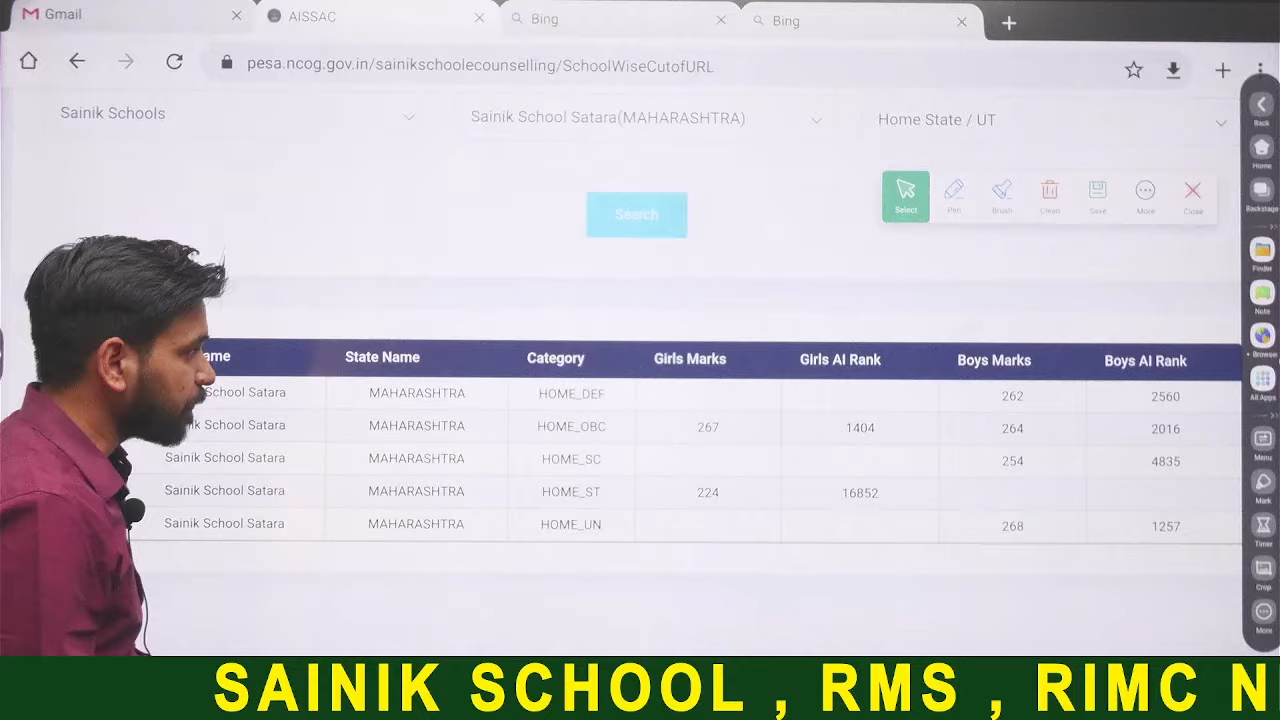 Gmail
AISSAC
Bing
Bing
pesa.ncog.gov.in/sainikschoolecounselling/SchoolWiseCutofURL
Sainik Schools
Sainik School Satara(MAHARASHTRA)
Home State / UT
Search
Select
Pen
Brush
Clean
Save
More
Close
Back
Home
Backstage
Finder
Note
Browser
All Apps
Menu
Mark
Timer
Crop
More
ame State Name Category Girls Marks Girls AI Rank Boys Marks Boys AI Rank
School Satara MAHARASHTRA HOME_DEF 262 2560
ik School Satara MAHARASHTRA HOME_OBC 267 1404 264 2016
Sainik School Satara MAHARASHTRA HOME_SC 254 4835
Sainik School Satara MAHARASHTRA HOME_ST 224 16852
Sainik School Satara MAHARASHTRA HOME_UN 268 1257
SAINIK SCHOOL , RMS , RIMC N